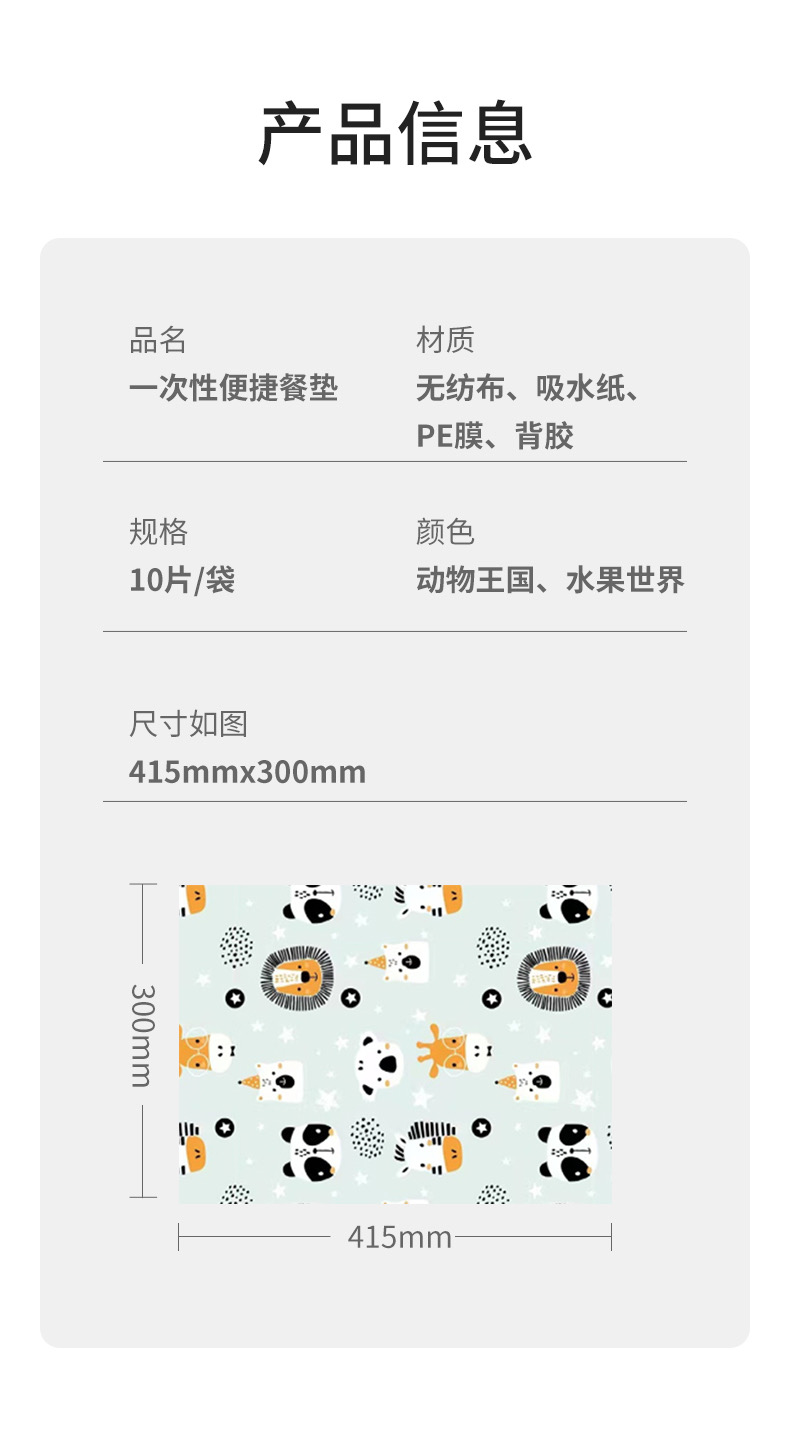 产品信息
品名
一次性便捷餐垫
材质
无纺布、吸水纸、
PE膜、背胶
规格
10片/袋
颜色
动物王国、水果世界
尺寸如图
415mmx300mm
300mm
415mm